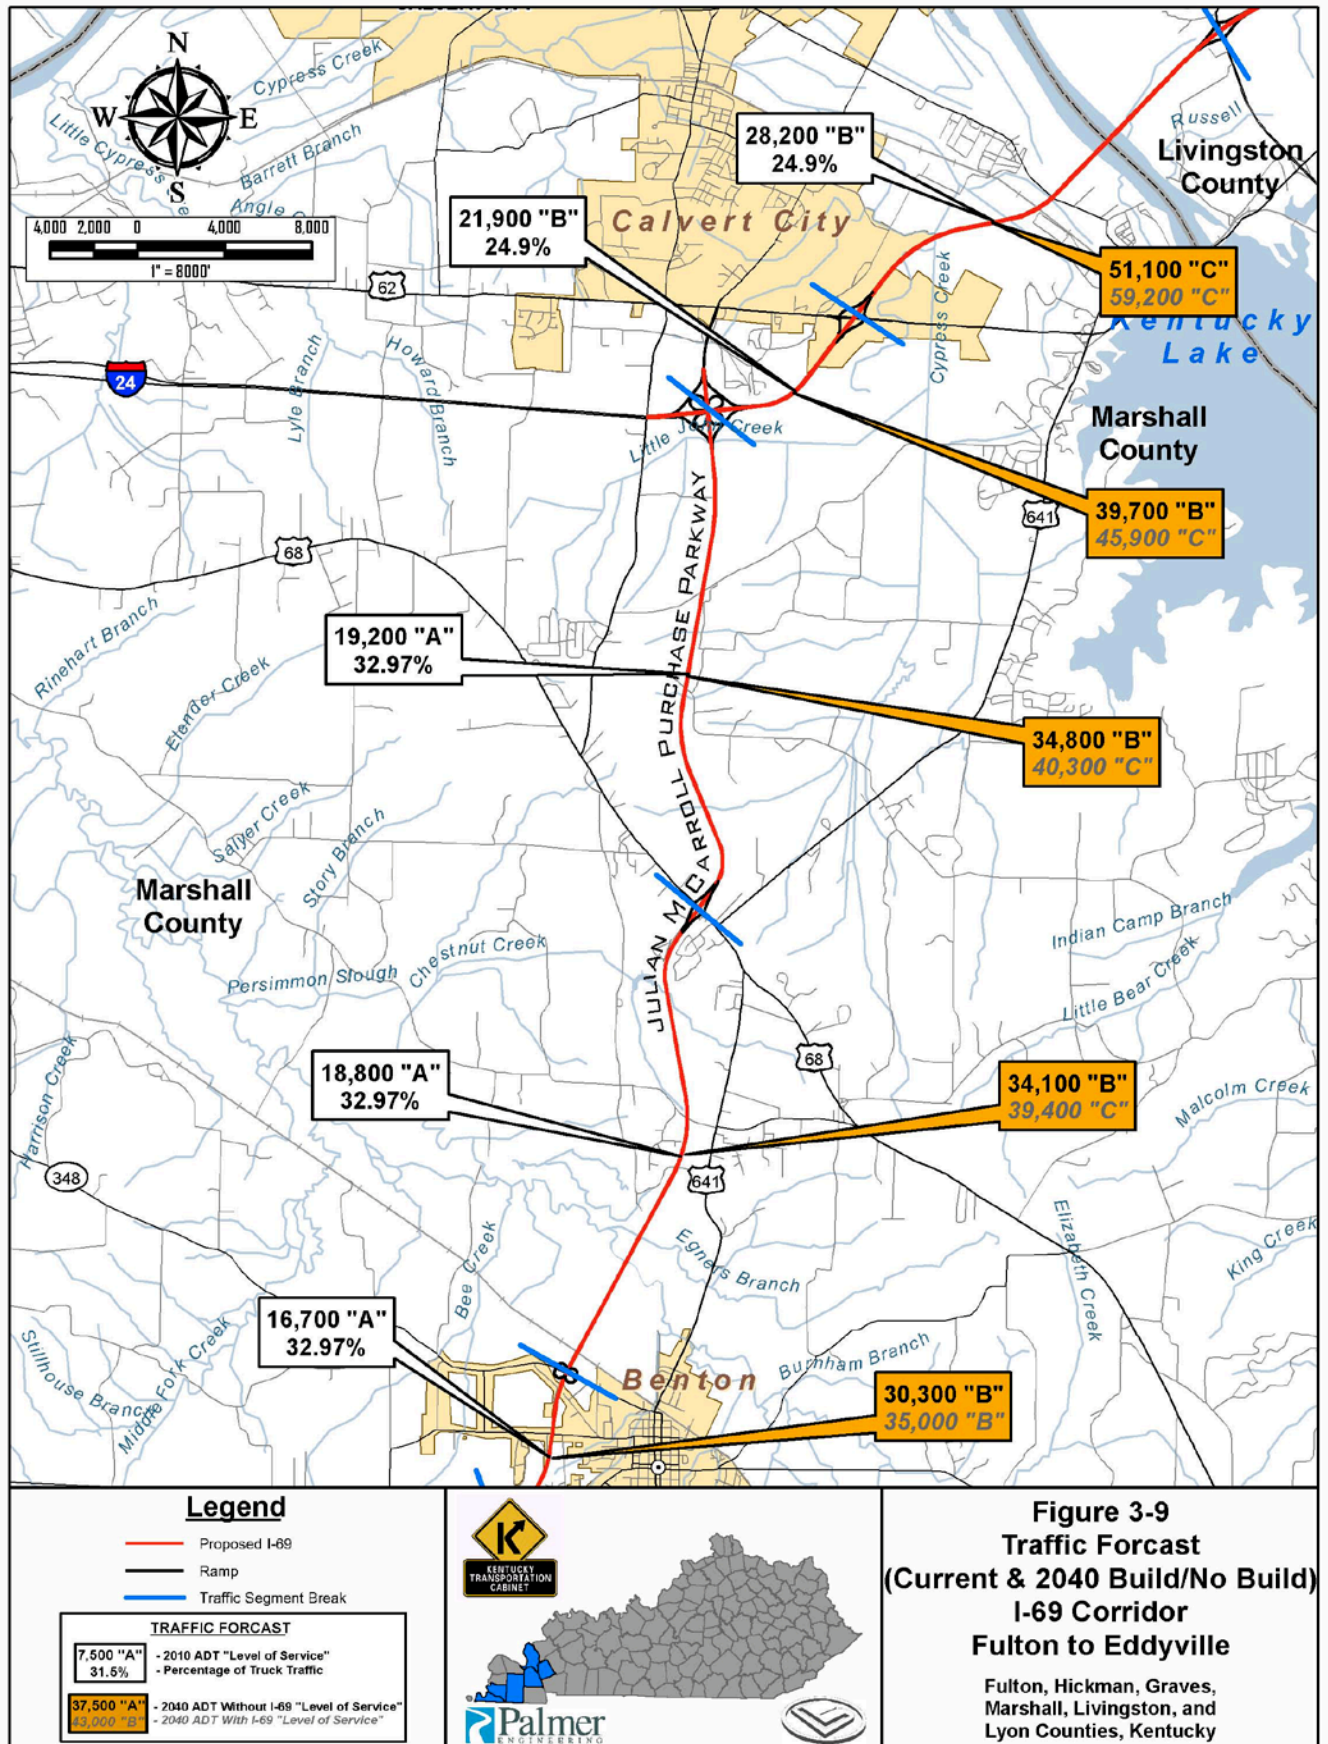 CALVERT CITY
N
W
E
S
Cypress Creek
Little Cypress
Barrett Branch
Angle C
4,000 2,000 0 4,000 8,000
1" = 8000'
28,200 "B"
24.9%
Russell
Livingston
County
21,900 "B"
24.9%
Calvert City
51,100 "C"
59,200 "C"
62
Cypress Creek
Kentucky
Lake
24
Lyle Branch
Howard Branch
Little John Creek
Marshall
County
39,700 "B"
45,900 "C"
641
68
JULIAN M CARROLL PURCHASE PARKWAY
Rinehart Branch
Elender Creek
19,200 "A"
32.97%
34,800 "B"
40,300 "C"
Salyer Creek
Story Branch
Marshall
County
Persimmon Slough
Chestnut Creek
Indian Camp Branch
Little Bear Creek
Harrison Creek
18,800 "A"
32.97%
68
34,100 "B"
39,400 "C"
Malcolm Creek
348
641
Bee Creek
Egners Branch
Elizabeth Creek
King Creek
16,700 "A"
32.97%
Stillhouse Branch
Middle Fork Creek
Benton
Burnham Branch
30,300 "B"
35,000 "B"
Legend
Proposed I-69
Ramp
Traffic Segment Break
TRAFFIC FORCAST
7,500 "A" - 2010 ADT "Level of Service"
31.5% - Percentage of Truck Traffic
37,500 "A" - 2040 ADT Without I-69 "Level of Service"
43,000 "B" - 2040 ADT With I-69 "Level of Service"
KENTUCKY
TRANSPORTATION
CABINET
Palmer
ENGINEERING
Figure 3-9
Traffic Forcast
(Current & 2040 Build/No Build)
I-69 Corridor
Fulton to Eddyville
Fulton, Hickman, Graves,
Marshall, Livingston, and
Lyon Counties, Kentucky